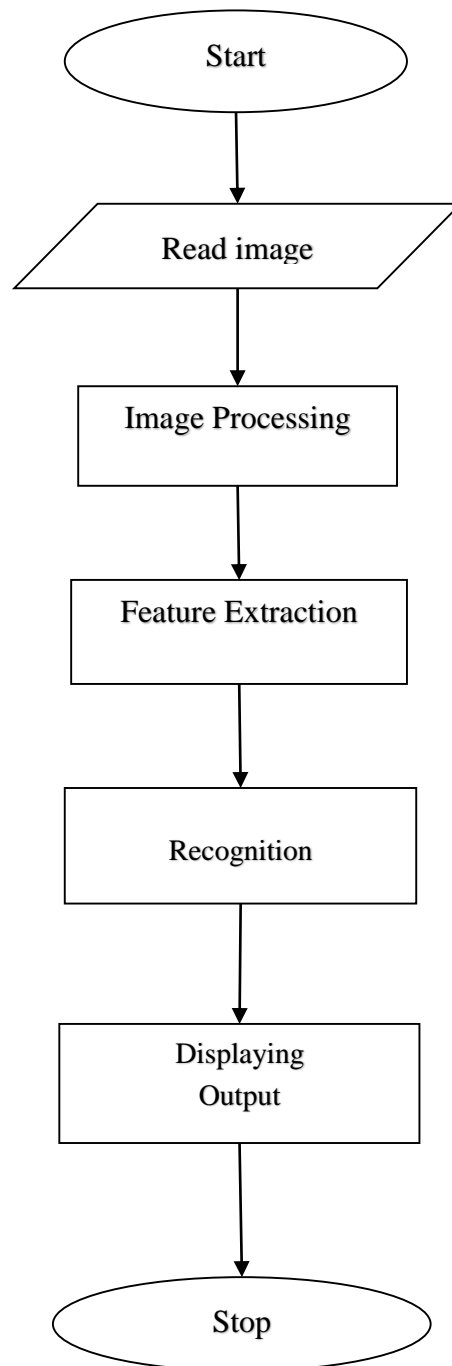 Start
Read image
Image Processing
Feature Extraction
Recognition
Displaying
Output
Stop